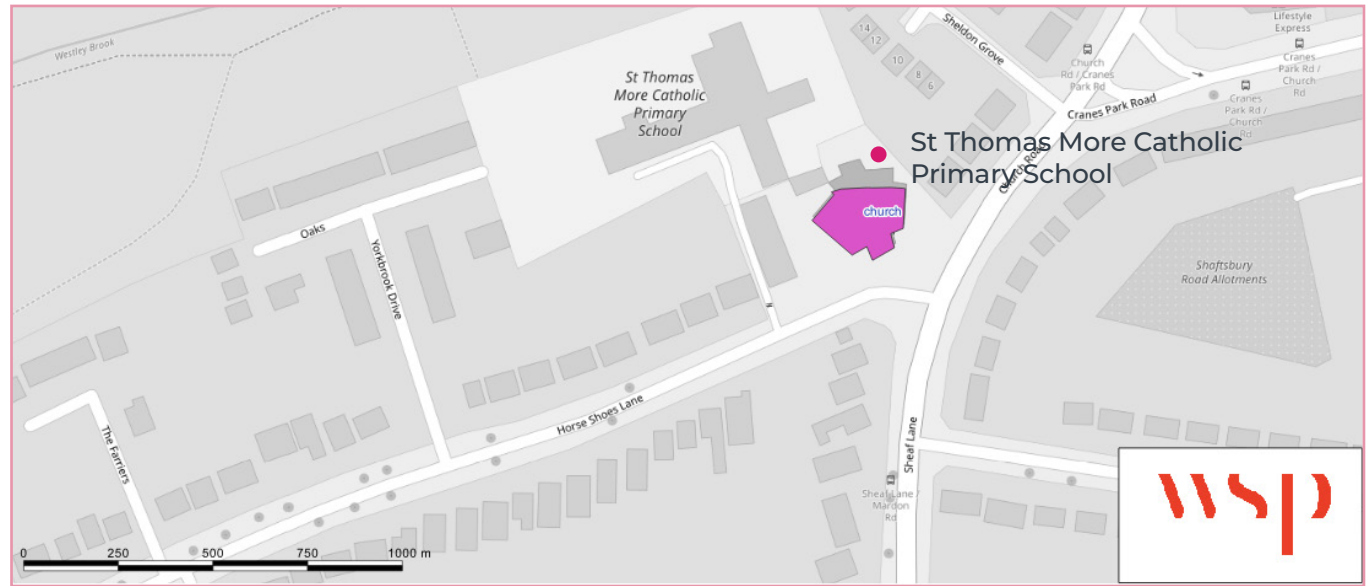 Westley Brook
St Thomas
More Catholic
Primary
School
14
12
10
8
6
Sheldon Grove
Church
Rd / Cranes
Park Rd
Lifestyle
Express
Cranes
Park Rd /
Church
Rd
Cranes Park Road
Cranes
Park Rd /
Church
Rd
St Thomas More Catholic
Primary School
Church Road
church
Oaks
Yorkbrook Drive
Shaftsbury
Road Allotments
Horse Shoes Lane
The Farriers
Sheaf Lane
Sheaf Lane /
Mardon
Rd
0 250 500 750 1000 m
wsp